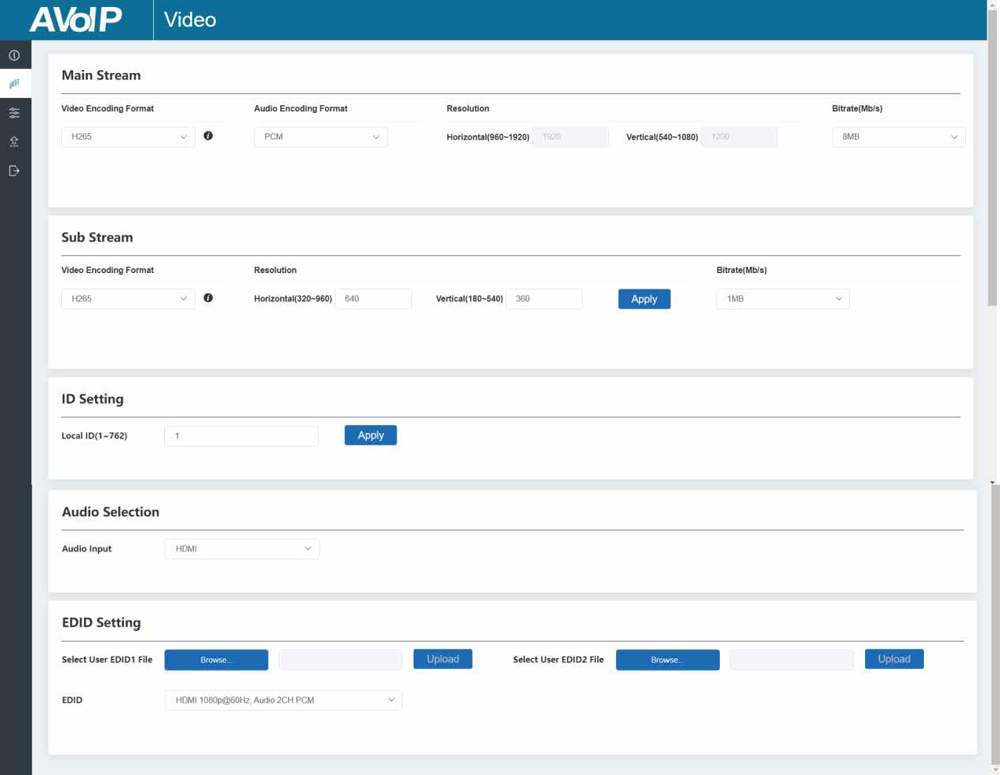 AVoIP Video
Main Stream
Video Encoding Format Audio Encoding Format Resolution Bitrate(Mb/s)
H265 PCM Horizontal(960~1920) 1920 Vertical(540~1080) 1200 8MB
Sub Stream
Video Encoding Format Resolution Bitrate(Mb/s)
H265 Horizontal(320~960) 640 Vertical(180~540) 360 Apply 1MB
ID Setting
Local ID(1~762) 1 Apply
Audio Selection
Audio Input HDMI
EDID Setting
Select User EDID1 File Browse... Upload Select User EDID2 File Browse... Upload
EDID HDMI 1080p@60Hz, Audio 2CH PCM